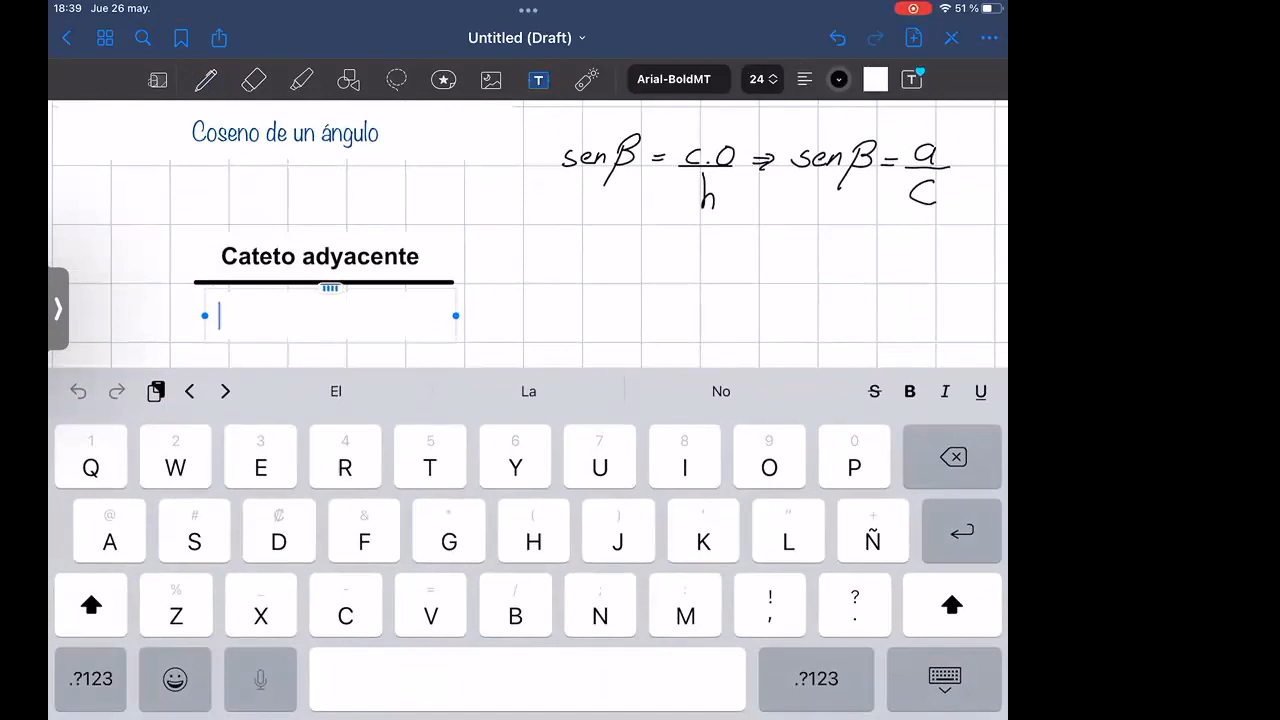 18:39 Jue 26 may.
51 %
Untitled (Draft)
T Arial-BoldMT 24 T
Coseno de un ángulo
sen β = c.o / h ⇒ sen β = a / c
Cateto adyacente
El La No S B I U
1 2 3 4 5 6 7 8 9 0
Q W E R T Y U I O P
@ # ₡ & * ( ) ' " +
A S D F G H J K L Ñ
% _ - = / ; : ! ?
Z X C V B N M , .
.?123 .?123